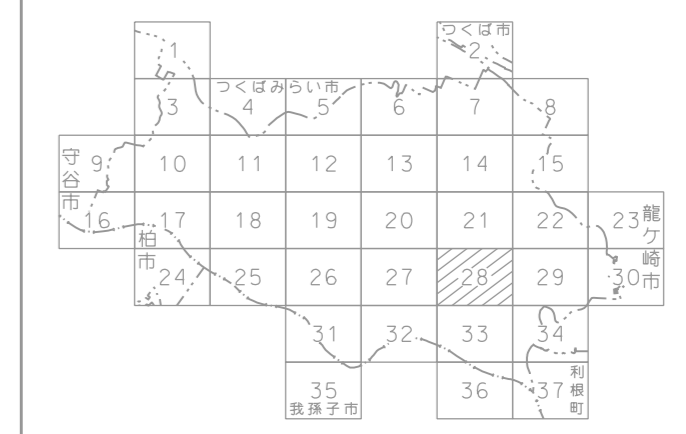 つくば市
1 2
つくばみらい市
3 4 5 6 7 8
守谷市
9 10 11 12 13 14 15
16 17 18 19 20 21 22 23
柏市
龍ケ崎市
24 25 26 27 28 29 30
31 32 33 34
35 36 37
我孫子市
利根町